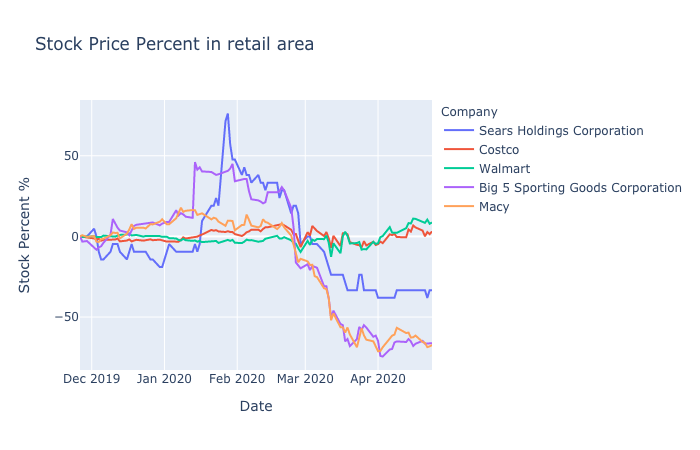 Stock Price Percent in retail area
Company
Sears Holdings Corporation
Costco
Walmart
Big 5 Sporting Goods Corporation
Macy
Stock Percent %
50
0
−50
Dec 2019
Jan 2020
Feb 2020
Mar 2020
Apr 2020
Date